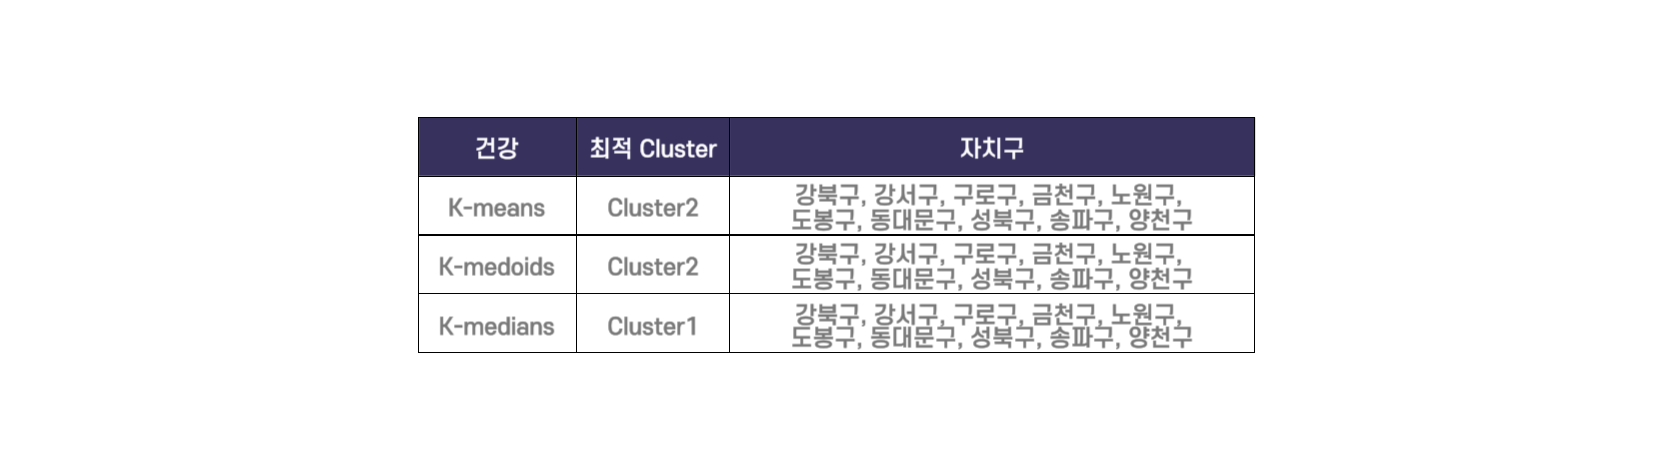 건강 최적 Cluster 자치구
K-means Cluster2 강북구, 강서구, 구로구, 금천구, 노원구,
도봉구, 동대문구, 성북구, 송파구, 양천구
K-medoids Cluster2 강북구, 강서구, 구로구, 금천구, 노원구,
도봉구, 동대문구, 성북구, 송파구, 양천구
K-medians Cluster1 강북구, 강서구, 구로구, 금천구, 노원구,
도봉구, 동대문구, 성북구, 송파구, 양천구